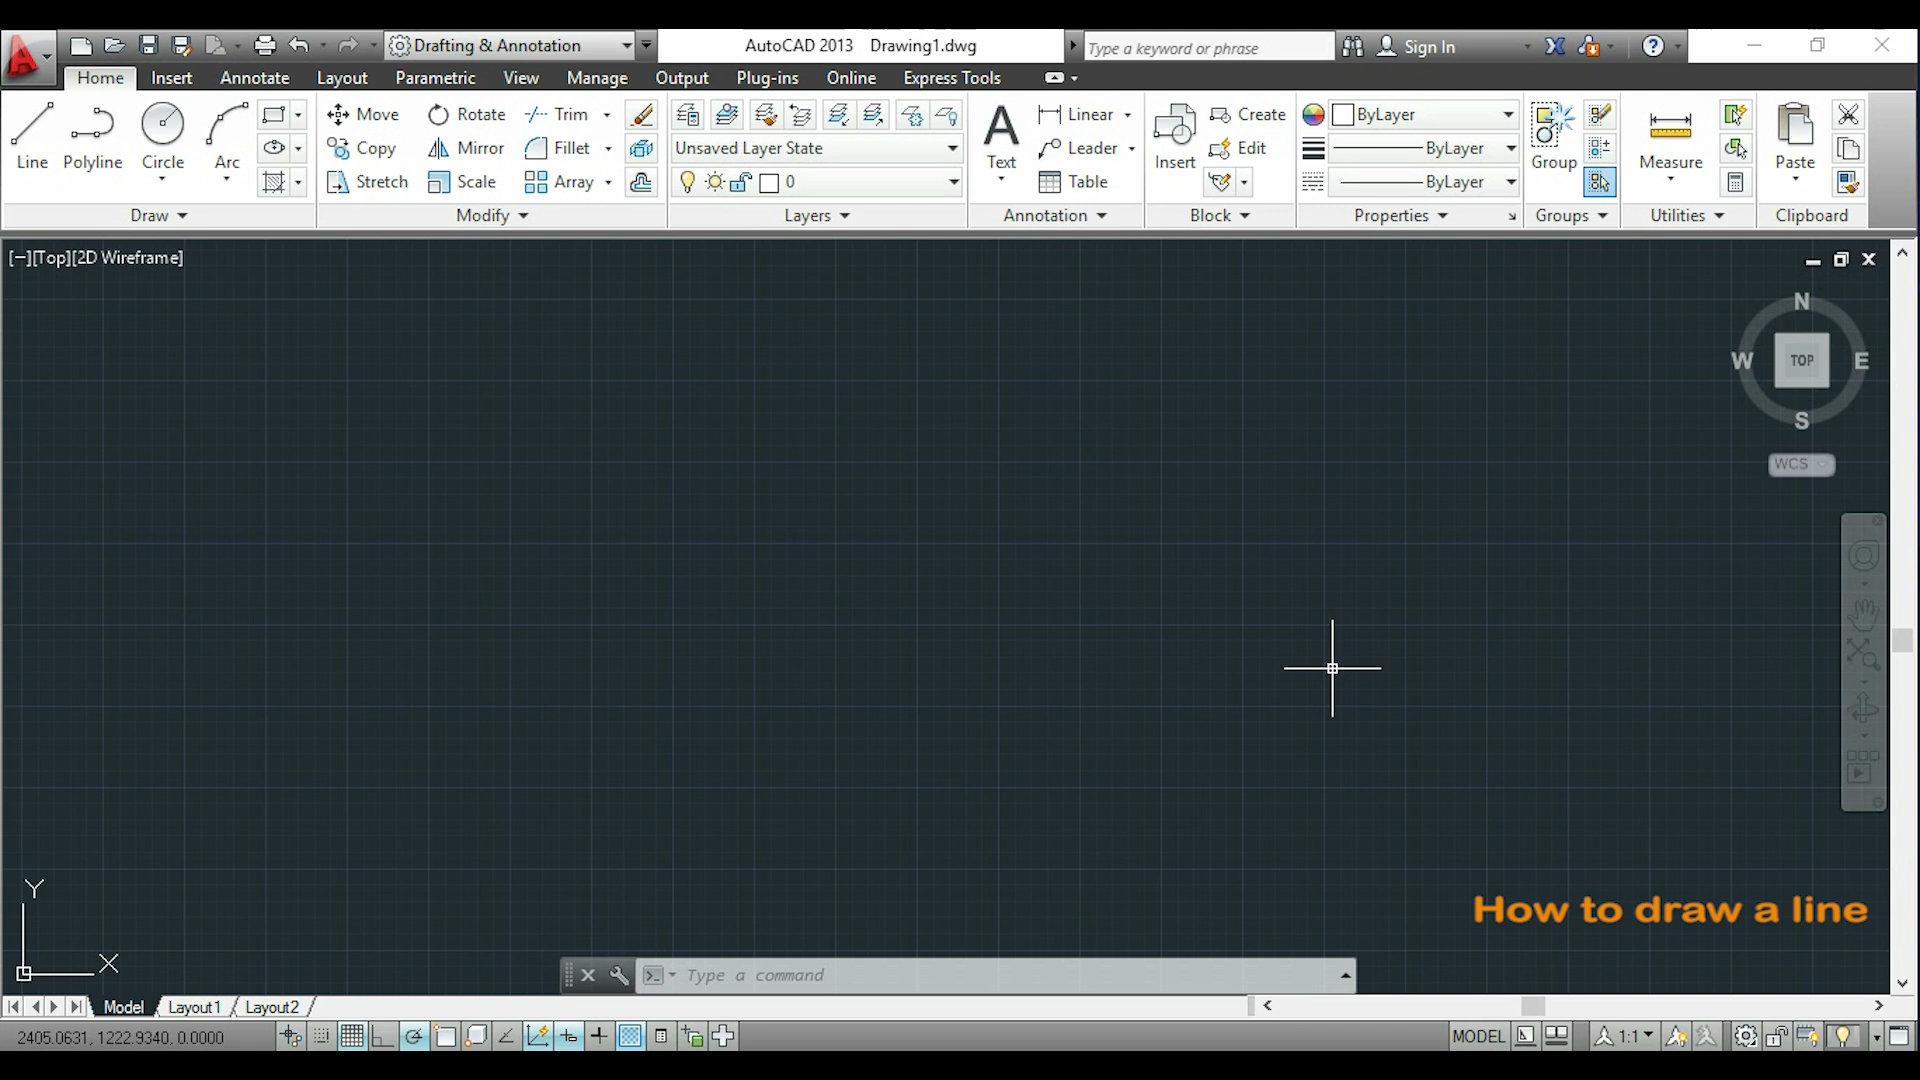 Drafting & Annotation
AutoCAD 2013 Drawing1.dwg
Type a keyword or phrase
Sign In
Home Insert Annotate Layout Parametric View Manage Output Plug-ins Online Express Tools
Line Polyline Circle Arc
Move Rotate Trim
Copy Mirror Fillet
Stretch Scale Array
Unsaved Layer State
0
A
Text
Linear
Leader
Table
Insert
Create
Edit
ByLayer
ByLayer
ByLayer
Group
Measure
Paste
Draw Modify Layers Annotation Block Properties Groups Utilities Clipboard
[−][Top][2D Wireframe]
N
W TOP E
S
WCS
Y
X
How to draw a line
Type a command
Model Layout1 Layout2
2405.0631, 1222.9340, 0.0000
MODEL
1:1